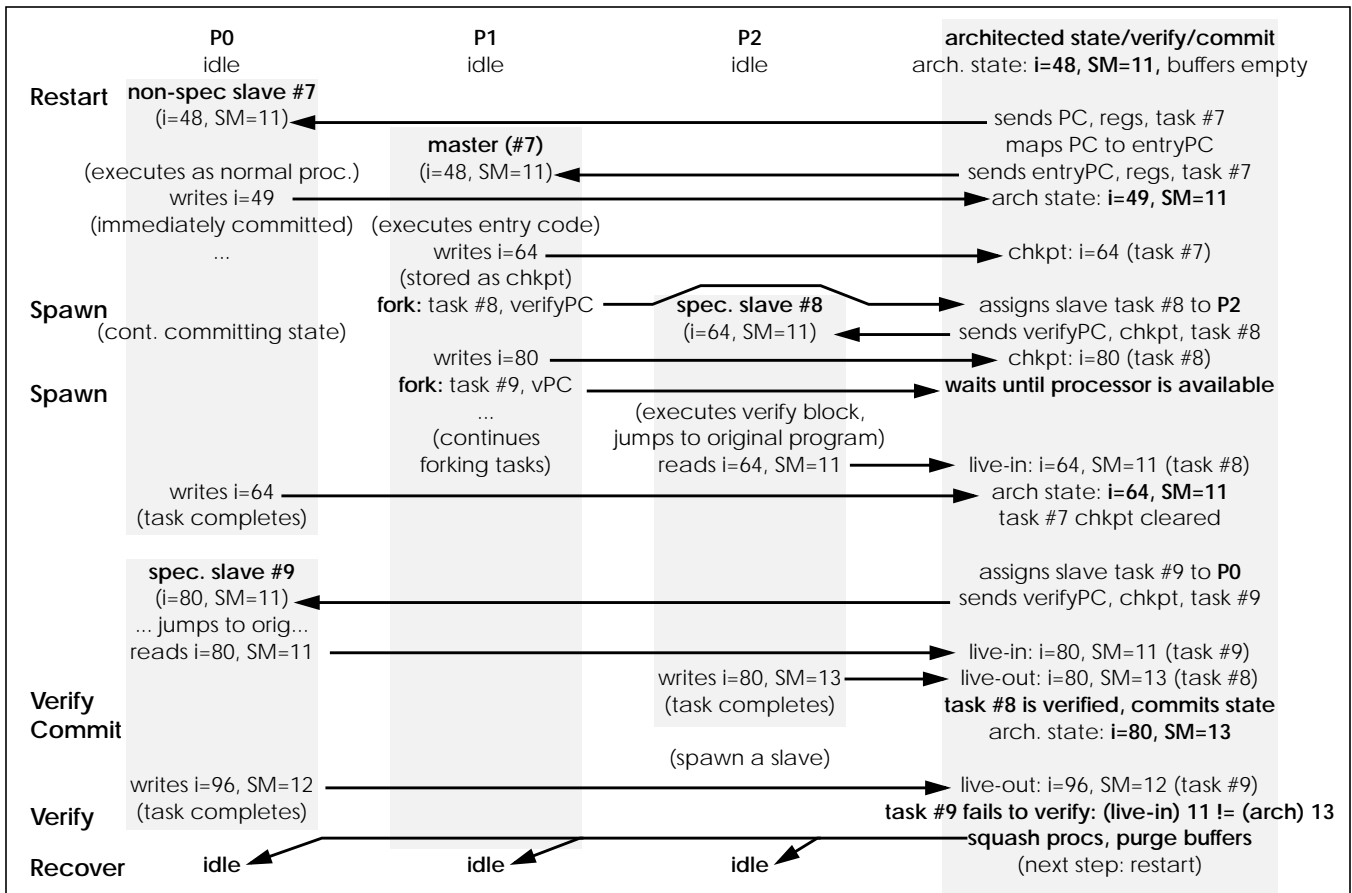 P0 P1 P2 architected state/verify/commit
idle idle idle arch. state: i=48, SM=11, buffers empty
Restart non-spec slave #7
(i=48, SM=11) sends PC, regs, task #7
master (#7) maps PC to entryPC
(executes as normal proc.) (i=48, SM=11) sends entryPC, regs, task #7
writes i=49 arch state: i=49, SM=11
(immediately committed) (executes entry code)
... writes i=64 chkpt: i=64 (task #7)
(stored as chkpt)
Spawn fork: task #8, verifyPC spec. slave #8 assigns slave task #8 to P2
(cont. committing state) (i=64, SM=11) sends verifyPC, chkpt, task #8
writes i=80 chkpt: i=80 (task #8)
Spawn fork: task #9, vPC waits until processor is available
... (executes verify block,
(continues jumps to original program)
forking tasks) reads i=64, SM=11 live-in: i=64, SM=11 (task #8)
writes i=64 arch state: i=64, SM=11
(task completes) task #7 chkpt cleared
spec. slave #9 assigns slave task #9 to P0
(i=80, SM=11) sends verifyPC, chkpt, task #9
... jumps to orig...
reads i=80, SM=11 live-in: i=80, SM=11 (task #9)
writes i=80, SM=13 live-out: i=80, SM=13 (task #8)
Verify (task completes) task #8 is verified, commits state
Commit arch. state: i=80, SM=13
(spawn a slave)
writes i=96, SM=12 live-out: i=96, SM=12 (task #9)
Verify (task completes) task #9 fails to verify: (live-in) 11 != (arch) 13
squash procs, purge buffers
Recover idle idle idle (next step: restart)